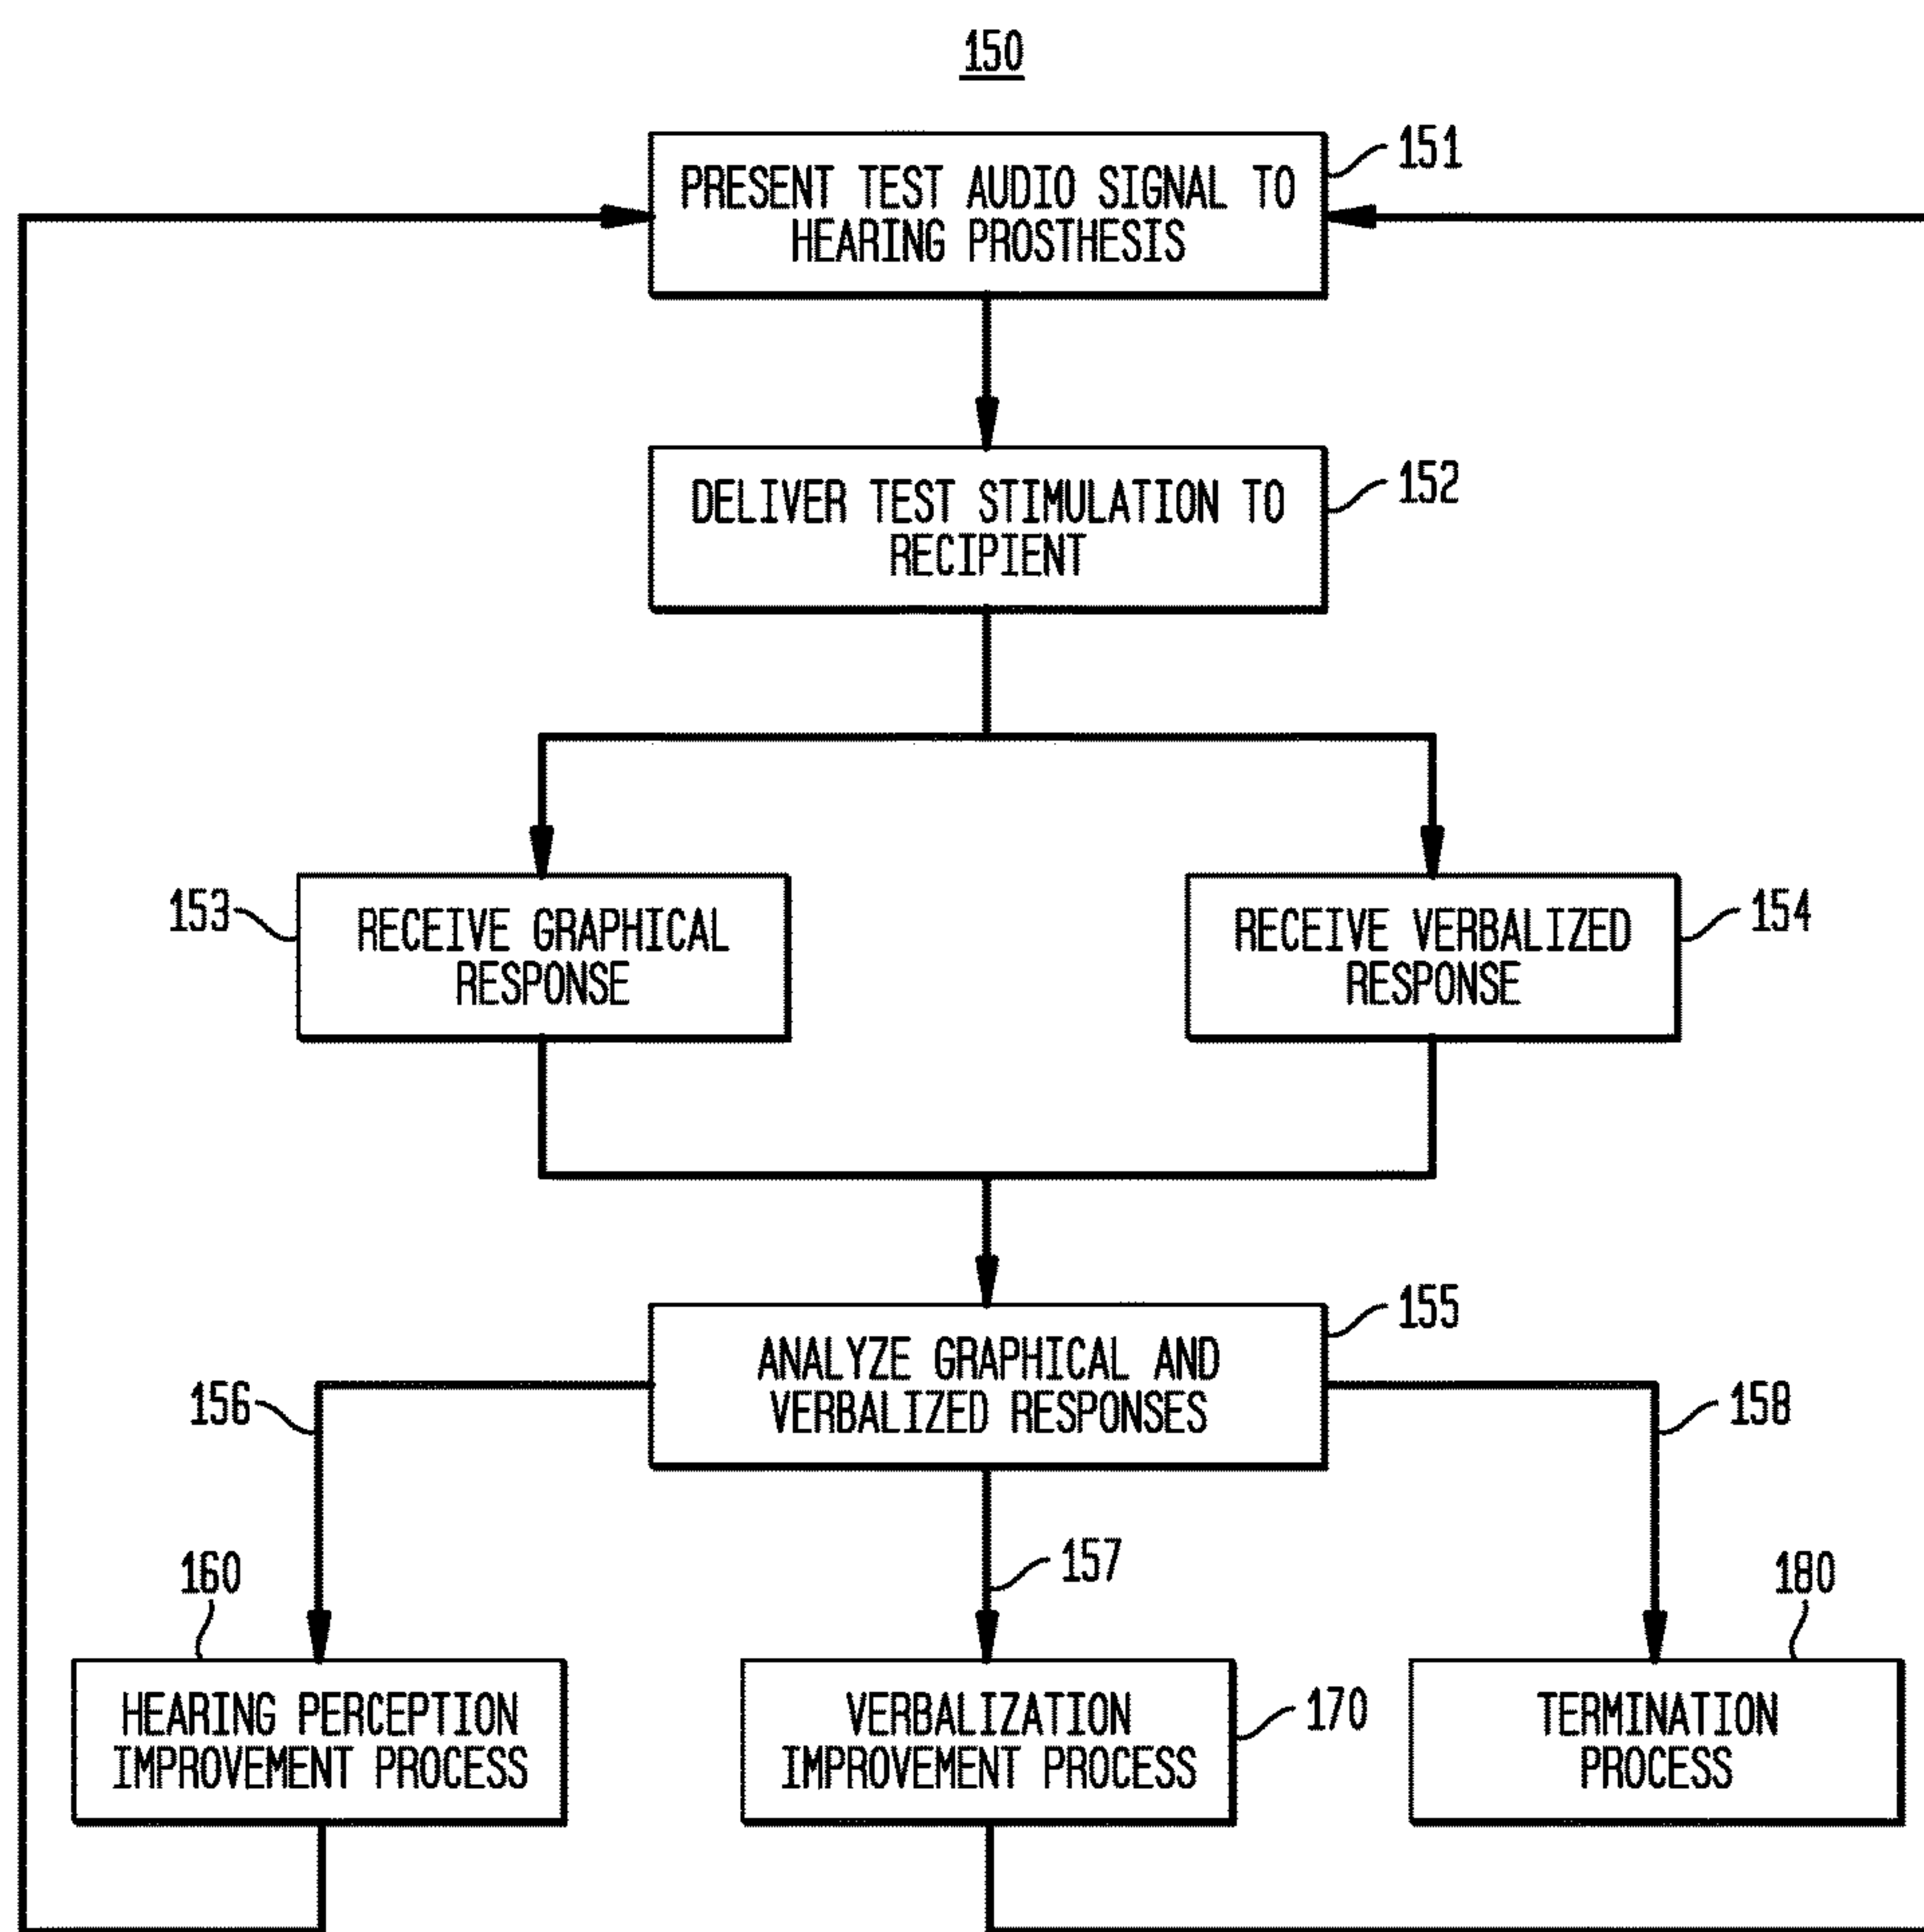 150
151
PRESENT TEST AUDIO SIGNAL TO
HEARING PROSTHESIS
152
DELIVER TEST STIMULATION TO
RECIPIENT
153
RECEIVE GRAPHICAL
RESPONSE
154
RECEIVE VERBALIZED
RESPONSE
155
ANALYZE GRAPHICAL AND
VERBALIZED RESPONSES
156
157
158
160
HEARING PERCEPTION
IMPROVEMENT PROCESS
170
VERBALIZATION
IMPROVEMENT PROCESS
180
TERMINATION
PROCESS